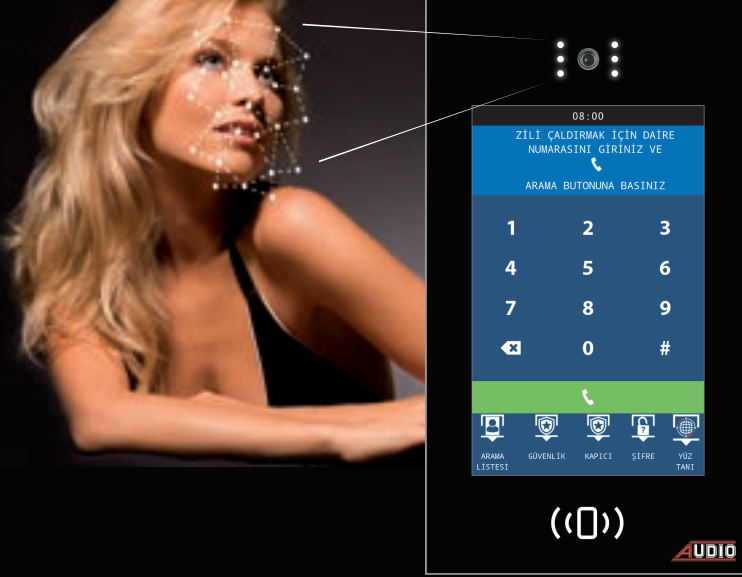 08:00
ZİLİ ÇALDIRMAK İÇİN DAİRE
NUMARASINI GİRİNİZ VE
ARAMA BUTONUNA BASINIZ
1 2 3
4 5 6
7 8 9
0 #
ARAMA LİSTESİ
GÜVENLİK
KAPICI
ŞİFRE
YÜZ TANI
AUDIO